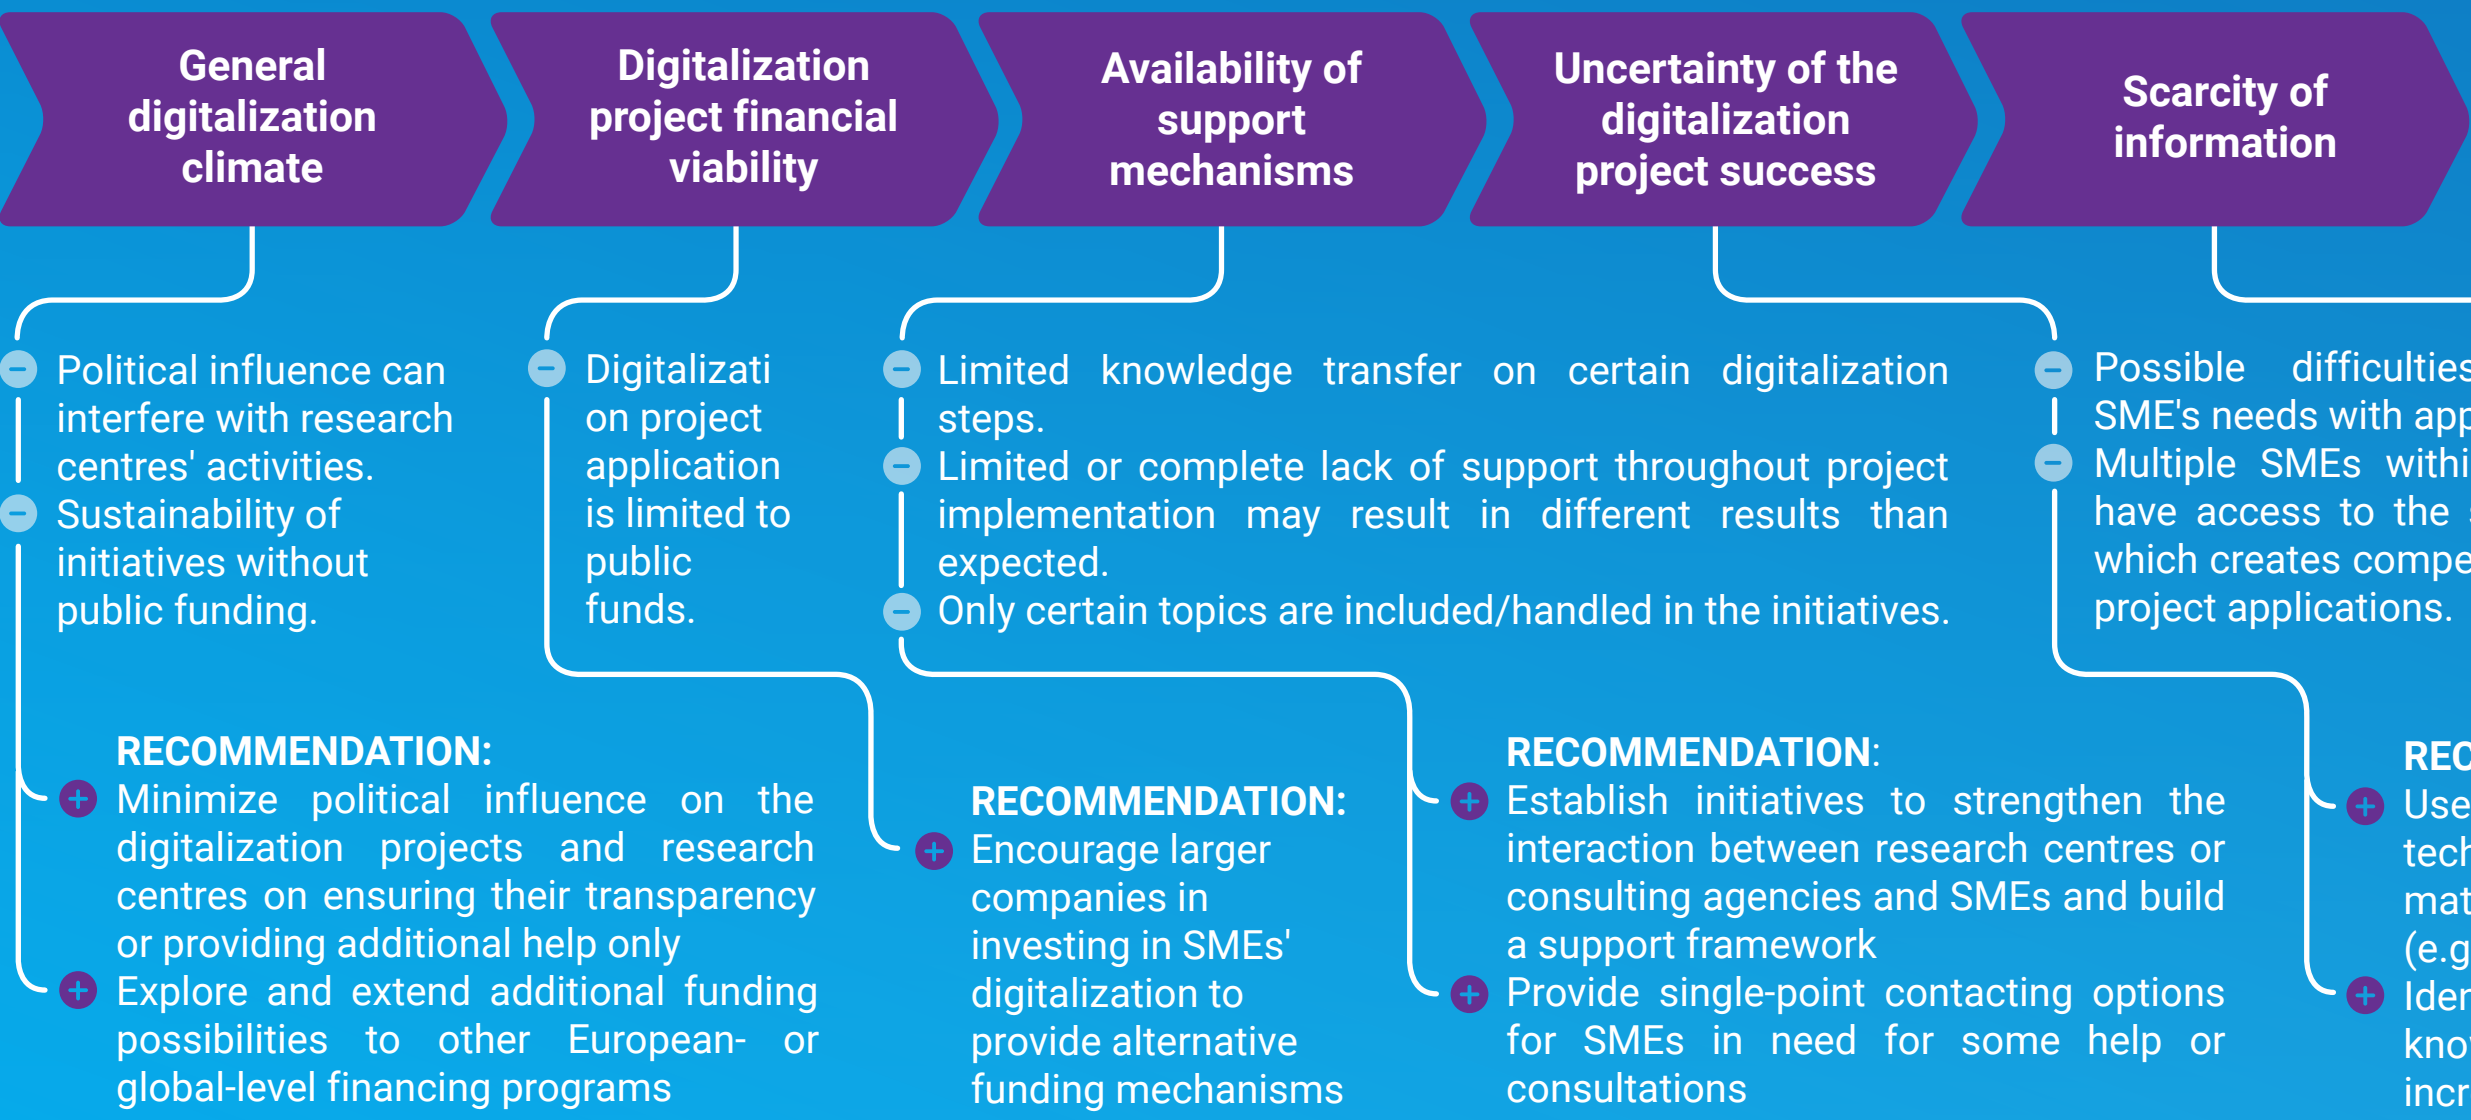 General
digitalization
climate
Digitalization
project financial
viability
Availability of
support
mechanisms
Uncertainty of the
digitalization
project success
Scarcity of
information
Political influence can
interfere with research
centres' activities.
Sustainability of
initiatives without
public funding.
Digitalizati
on project
application
is limited to
public
funds.
Limited knowledge transfer on certain digitalization
steps.
Limited or complete lack of support throughout project
implementation may result in different results than
expected.
Only certain topics are included/handled in the initiatives.
Possible difficulties
SME's needs with
Multiple SMEs
have access to the
which creates
project applications.
RECOMMENDATION:
Minimize political influence on the
digitalization projects and research
centres on ensuring their transparency
or providing additional help only
Explore and extend additional funding
possibilities to other European- or
global-level financing programs
RECOMMENDATION:
Encourage larger
companies in
investing in SMEs'
digitalization to
provide alternative
funding mechanisms
RECOMMENDATION:
Establish initiatives to strengthen the
interaction between research centres or
consulting agencies and SMEs and build
a support framework
Provide single-point contacting options
for SMEs in need for some help or
consultations
Use